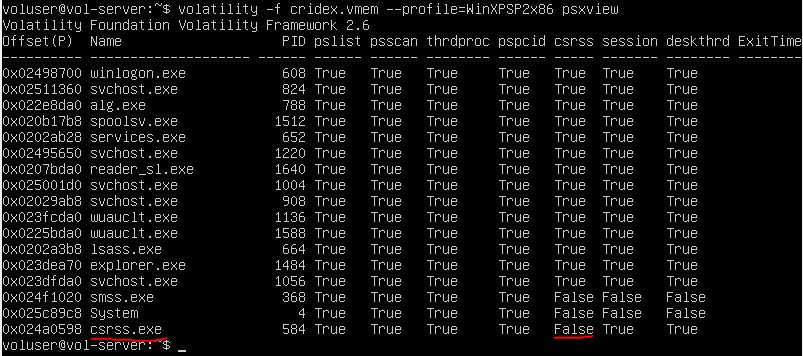 voluser@vol-server:~$ volatility -f cridex.vmem --profile=WinXPSP2x86 psxview
Volatility Foundation Volatility Framework 2.6
Offset(P)  Name                    PID pslist psscan thrdproc pspcid csrss session deskthrd ExitTime
---------- -------------------- ------ ------ ------ -------- ------ ----- ------- -------- --------
0x02498700 winlogon.exe            608 True   True   True     True   True  True    True
0x02511360 svchost.exe             824 True   True   True     True   True  True    True
0x022e8da0 alg.exe                 788 True   True   True     True   True  True    True
0x020b17b8 spoolsv.exe            1512 True   True   True     True   True  True    True
0x0202ab28 services.exe            652 True   True   True     True   True  True    True
0x02495650 svchost.exe            1220 True   True   True     True   True  True    True
0x0207bda0 reader_sl.exe          1640 True   True   True     True   True  True    True
0x025001d0 svchost.exe            1004 True   True   True     True   True  True    True
0x02029ab8 svchost.exe             908 True   True   True     True   True  True    True
0x023fcda0 wuauclt.exe            1136 True   True   True     True   True  True    True
0x0225bda0 wuauclt.exe            1588 True   True   True     True   True  True    True
0x0202a3b8 lsass.exe               664 True   True   True     True   True  True    True
0x023dea70 explorer.exe           1484 True   True   True     True   True  True    True
0x023dfda0 svchost.exe            1056 True   True   True     True   True  True    True
0x024f1020 smss.exe                368 True   True   True     True   False False   False
0x025c89c8 System                    4 True   True   True     True   False False   False
0x024a0598 csrss.exe               584 True   True   True     True   False True    True
voluser@vol-server:~$ _